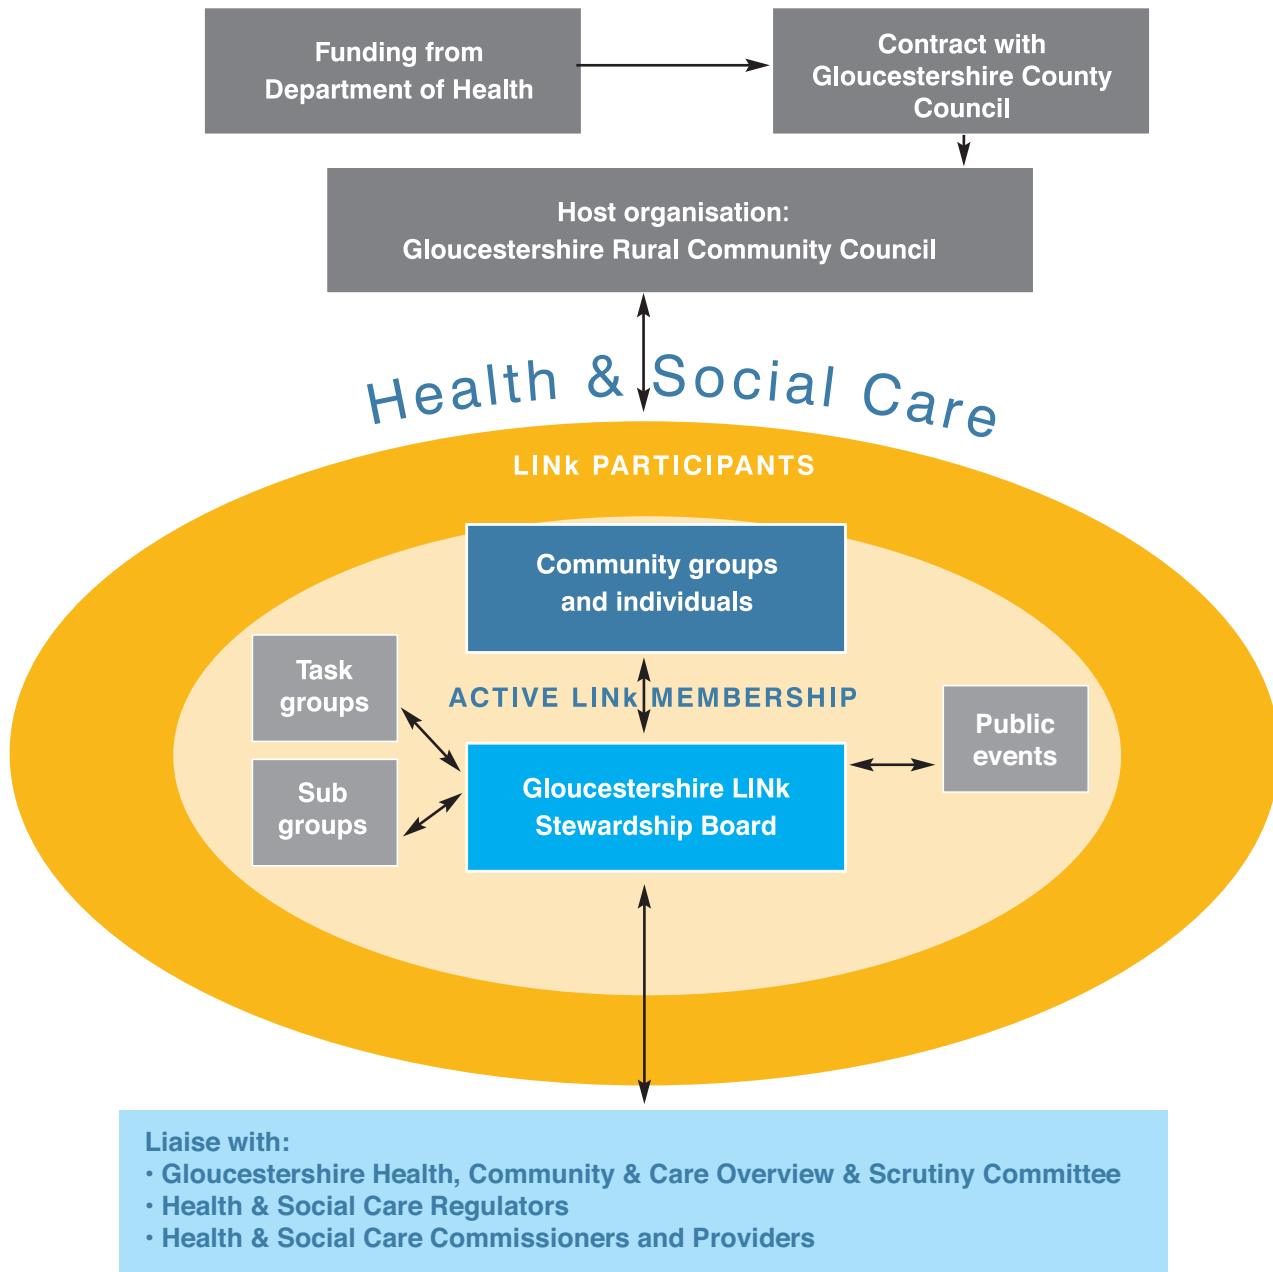 Funding from
Department of Health
Contract with
Gloucestershire County
Council
Host organisation:
Gloucestershire Rural Community Council
Health & Social Care
LINk PARTICIPANTS
Community groups
and individuals
Task
groups
ACTIVE LINk MEMBERSHIP
Public
events
Sub
groups
Gloucestershire LINk
Stewardship Board
Liaise with:
· Gloucestershire Health, Community & Care Overview & Scrutiny Committee
· Health & Social Care Regulators
· Health & Social Care Commissioners and Providers